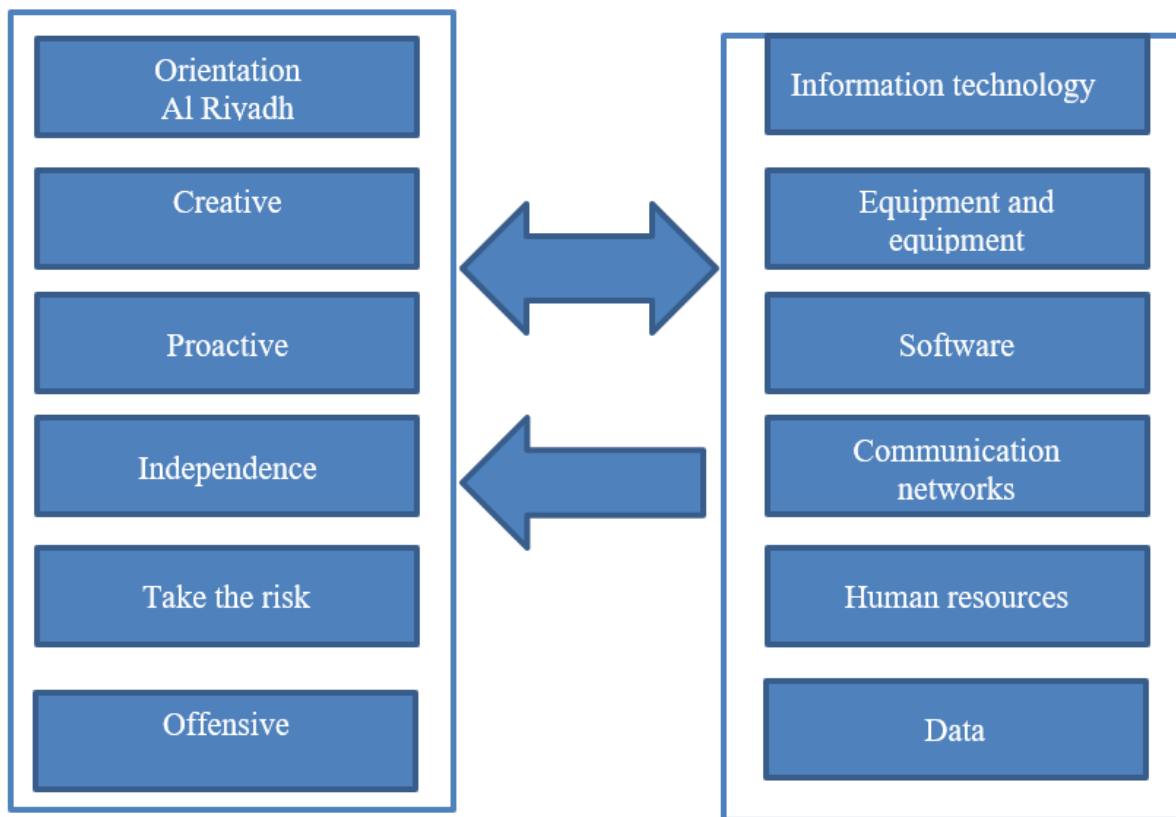 Orientation
Al Riyadh
Creative
Proactive
Independence
Take the risk
Offensive
Information technology
Equipment and
equipment
Software
Communication
networks
Human resources
Data